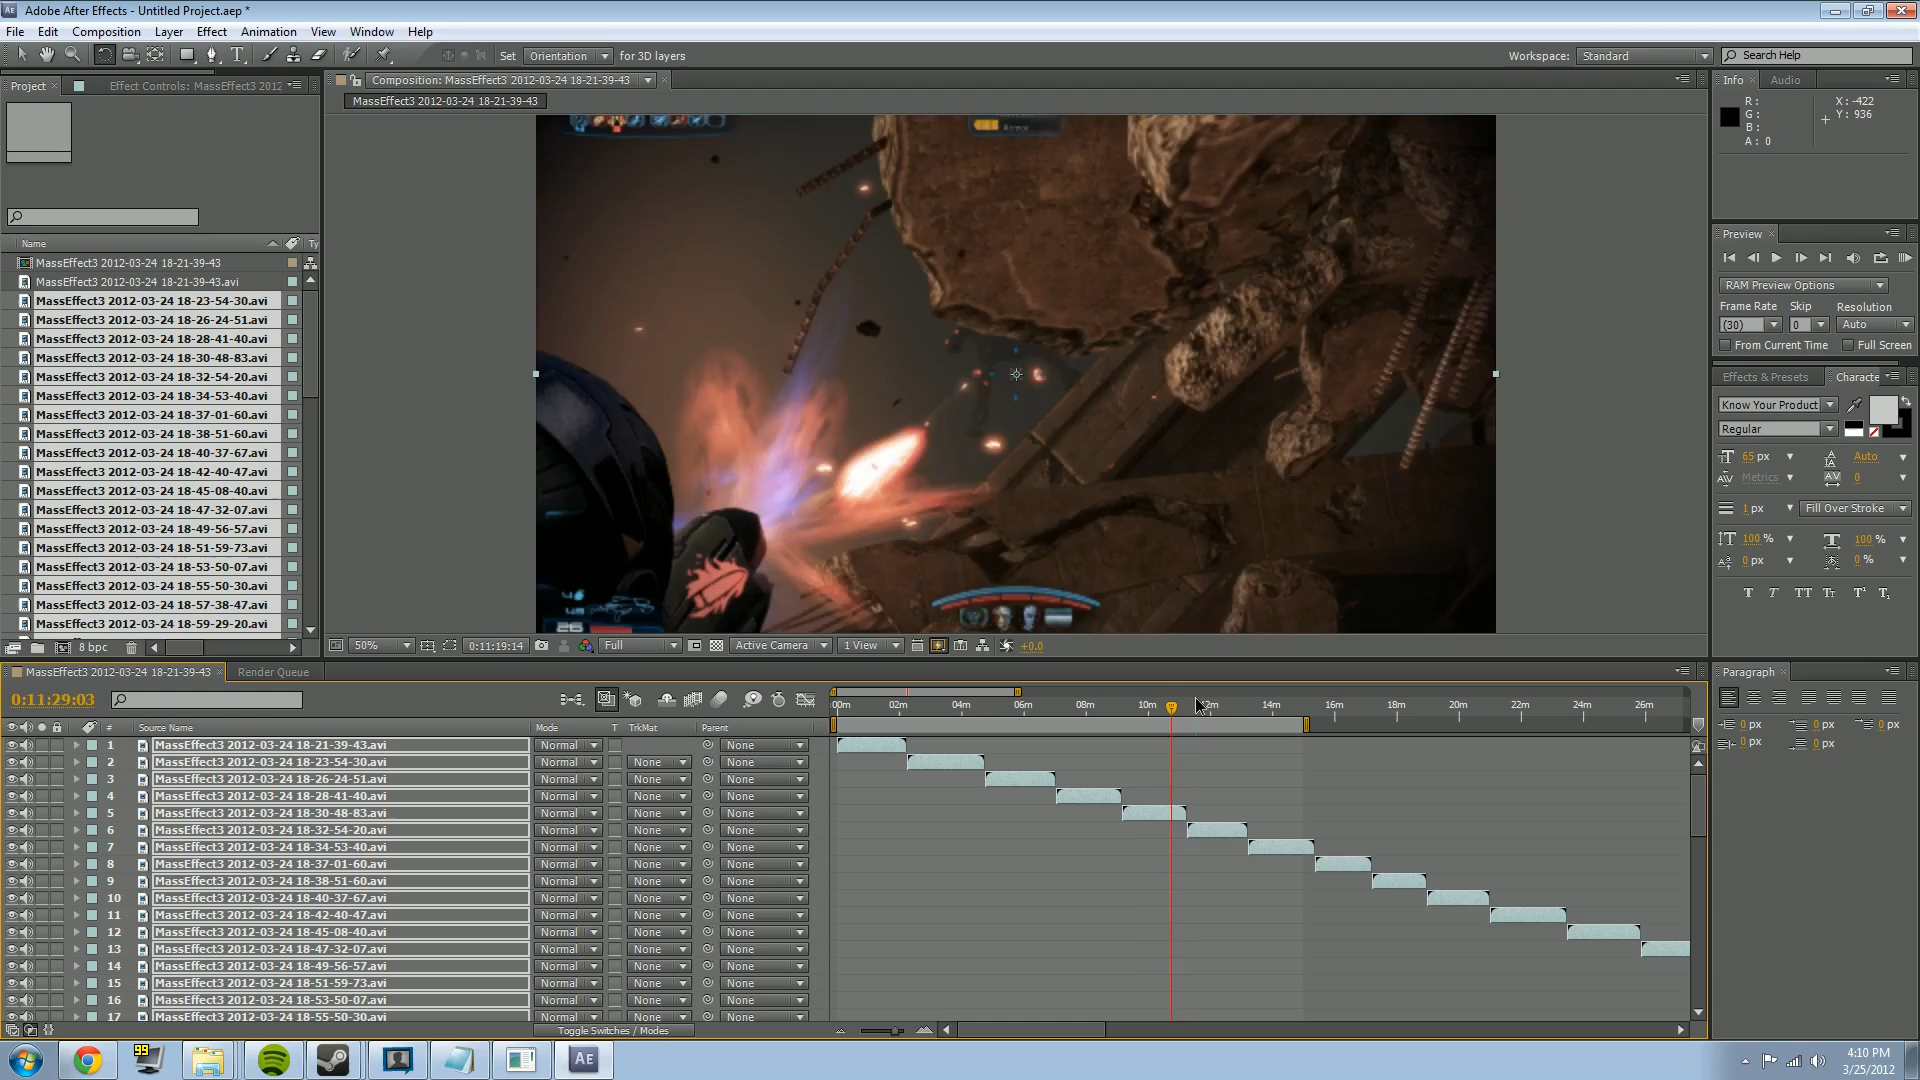 Adobe After Effects - Untitled Project.aep *
File Edit Composition Layer Effect Animation View Window Help
Set Orientation for 3D layers
Workspace: Standard
Search Help
Project
Effect Controls: MassEffect3 2012
Name
Ty
MassEffect3 2012-03-24 18-21-39-43
MassEffect3 2012-03-24 18-21-39-43.avi
MassEffect3 2012-03-24 18-23-54-30.avi
MassEffect3 2012-03-24 18-26-24-51.avi
MassEffect3 2012-03-24 18-28-41-40.avi
MassEffect3 2012-03-24 18-30-48-83.avi
MassEffect3 2012-03-24 18-32-54-20.avi
MassEffect3 2012-03-24 18-34-53-40.avi
MassEffect3 2012-03-24 18-37-01-60.avi
MassEffect3 2012-03-24 18-38-51-60.avi
MassEffect3 2012-03-24 18-40-37-67.avi
MassEffect3 2012-03-24 18-42-40-47.avi
MassEffect3 2012-03-24 18-45-08-40.avi
MassEffect3 2012-03-24 18-47-32-07.avi
MassEffect3 2012-03-24 18-49-56-57.avi
MassEffect3 2012-03-24 18-51-59-73.avi
MassEffect3 2012-03-24 18-53-50-07.avi
MassEffect3 2012-03-24 18-55-50-30.avi
MassEffect3 2012-03-24 18-57-38-47.avi
MassEffect3 2012-03-24 18-59-29-20.avi
8 bpc
Composition: MassEffect3 2012-03-24 18-21-39-43
MassEffect3 2012-03-24 18-21-39-43
Armor
28
50%
0:11:19:14
Full
Active Camera
1 View
+0.0
Info
Audio
R :
G :
B :
A : 0
X : -422
Y : 936
Preview
RAM Preview Options
Frame Rate Skip Resolution
(30) 0 Auto
From Current Time Full Screen
Effects & Presets
Characte
Know Your Product
Regular
65 px
Auto
Metrics
0
1 px
Fill Over Stroke
100 %
100 %
0 px
0 %
T T TT Tr T¹ T₁
Paragraph
0 px 0 px 0 px
0 px 0 px
MassEffect3 2012-03-24 18-21-39-43
Render Queue
0:11:29:03
00m 02m 04m 06m 08m 10m 12m 14m 16m 18m 20m 22m 24m 26m
# Source Name Mode T TrkMat Parent
1 MassEffect3 2012-03-24 18-21-39-43.avi Normal None
2 MassEffect3 2012-03-24 18-23-54-30.avi Normal None None
3 MassEffect3 2012-03-24 18-26-24-51.avi Normal None None
4 MassEffect3 2012-03-24 18-28-41-40.avi Normal None None
5 MassEffect3 2012-03-24 18-30-48-83.avi Normal None None
6 MassEffect3 2012-03-24 18-32-54-20.avi Normal None None
7 MassEffect3 2012-03-24 18-34-53-40.avi Normal None None
8 MassEffect3 2012-03-24 18-37-01-60.avi Normal None None
9 MassEffect3 2012-03-24 18-38-51-60.avi Normal None None
10 MassEffect3 2012-03-24 18-40-37-67.avi Normal None None
11 MassEffect3 2012-03-24 18-42-40-47.avi Normal None None
12 MassEffect3 2012-03-24 18-45-08-40.avi Normal None None
13 MassEffect3 2012-03-24 18-47-32-07.avi Normal None None
14 MassEffect3 2012-03-24 18-49-56-57.avi Normal None None
15 MassEffect3 2012-03-24 18-51-59-73.avi Normal None None
16 MassEffect3 2012-03-24 18-53-50-07.avi Normal None None
17 MassEffect3 2012-03-24 18-55-50-30.avi Normal None None
Toggle Switches / Modes
99
Ae
4:10 PM
3/25/2012